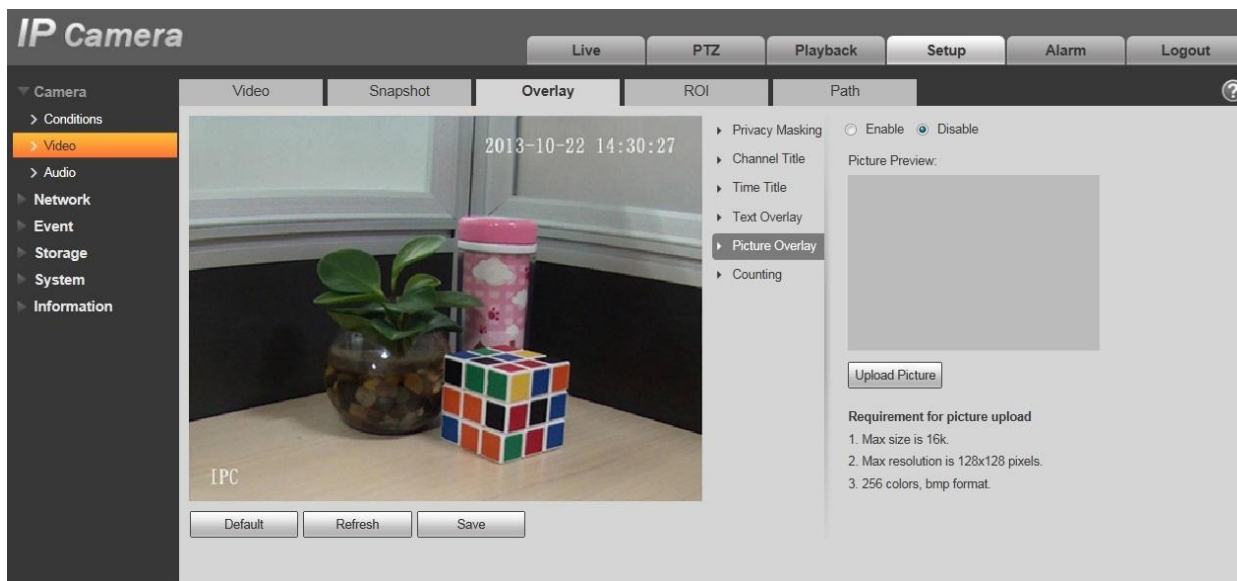 IP Camera
Live
PTZ
Playback
Setup
Alarm
Logout
Camera
Conditions
Video
Audio
Network
Event
Storage
System
Information
Video
Snapshot
Overlay
ROI
Path
?
2013-10-22 14:30:27
IPC
Default
Refresh
Save
Privacy Masking
Channel Title
Time Title
Text Overlay
Picture Overlay
Counting
Enable Disable
Picture Preview:
Upload Picture
Requirement for picture upload
1. Max size is 16k.
2. Max resolution is 128x128 pixels.
3. 256 colors, bmp format.